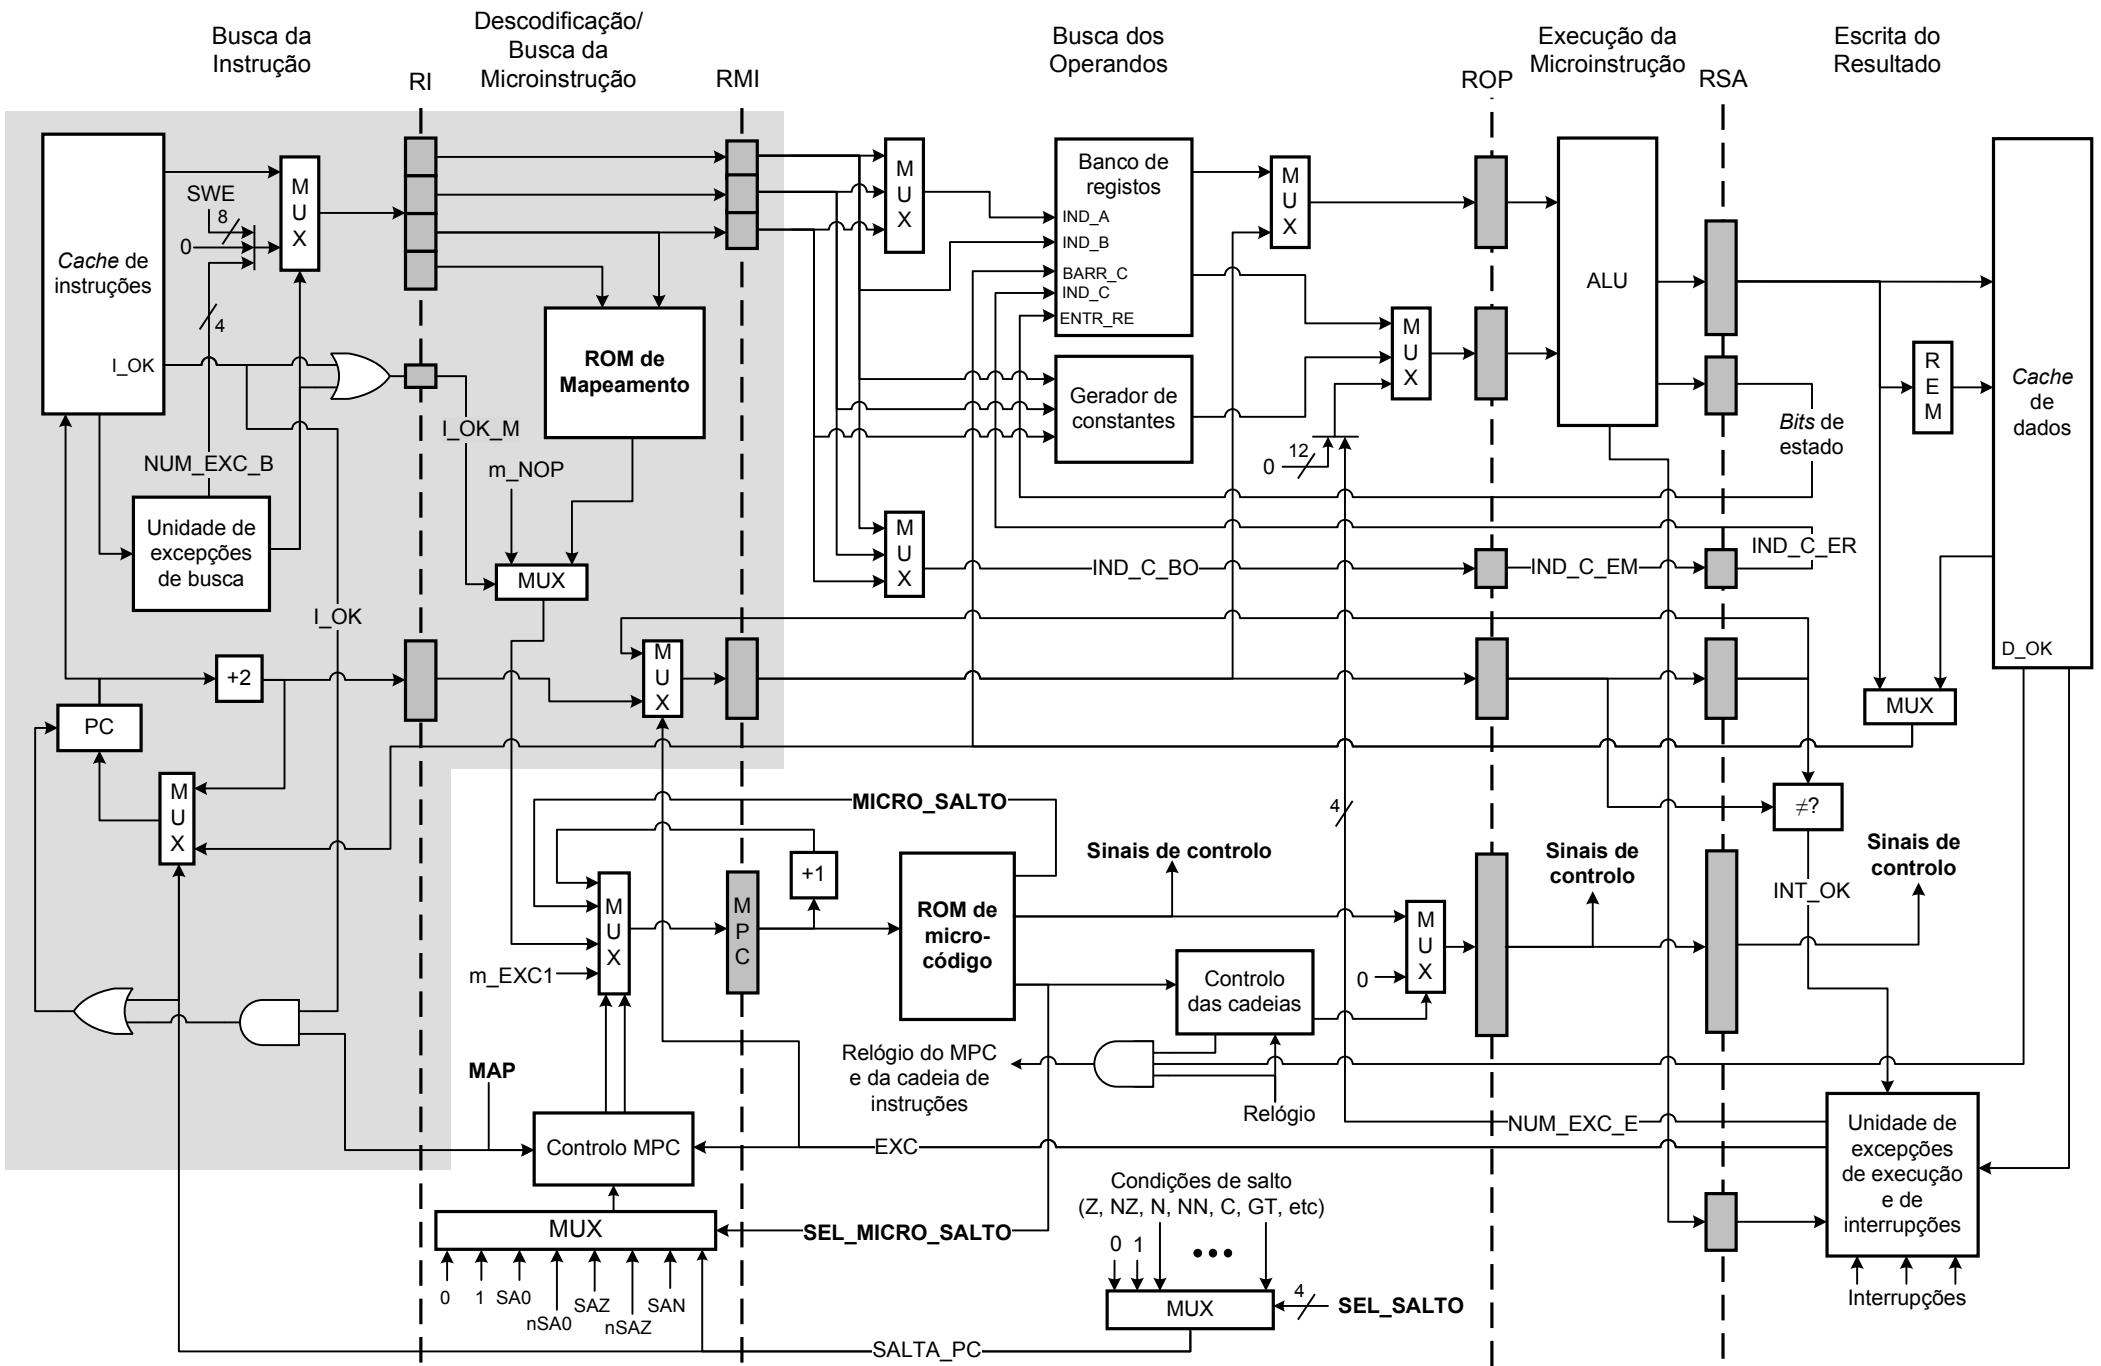 Busca da
Instrução
RI
Descodificação/
Busca da
Microinstrução
RMI
Busca dos
Operandos
ROP
Execução da
Microinstrução
RSA
Escrita do
Resultado
Cache de
instruções
I_OK
SWE
8
0
4
M
U
X
NUM_EXC_B
Unidade de
excepções
de busca
I_OK
+2
PC
M
U
X
I_OK_M
m_NOP
ROM de
Mapeamento
MUX
M
U
X
M
U
X
Banco de
registos
IND_A
IND_B
BARR_C
IND_C
ENTR_RE
M
U
X
Gerador de
constantes
M
U
X
0
12
M
U
X
IND_C_BO
IND_C_EM
IND_C_ER
ALU
Bits de
estado
R
E
M
Cache
de
dados
D_OK
MUX
≠?
INT_OK
MICRO_SALTO
+1
M
U
X
m_EXC1
M
P
C
ROM de
micro-
código
Sinais de controlo
4
Controlo
das cadeias
0
M
U
X
Sinais de
controlo
Sinais de
controlo
Relógio do MPC
e da cadeia de
instruções
Relógio
MAP
Controlo MPC
EXC
NUM_EXC_E
Unidade de
excepções
de execução
e de
interrupções
Interrupções
MUX
SEL_MICRO_SALTO
0 1 SA0 nSA0 SAZ nSAZ SAN
Condições de salto
(Z, NZ, N, NN, C, GT, etc)
0 1 •••
MUX
4
SEL_SALTO
SALTA_PC